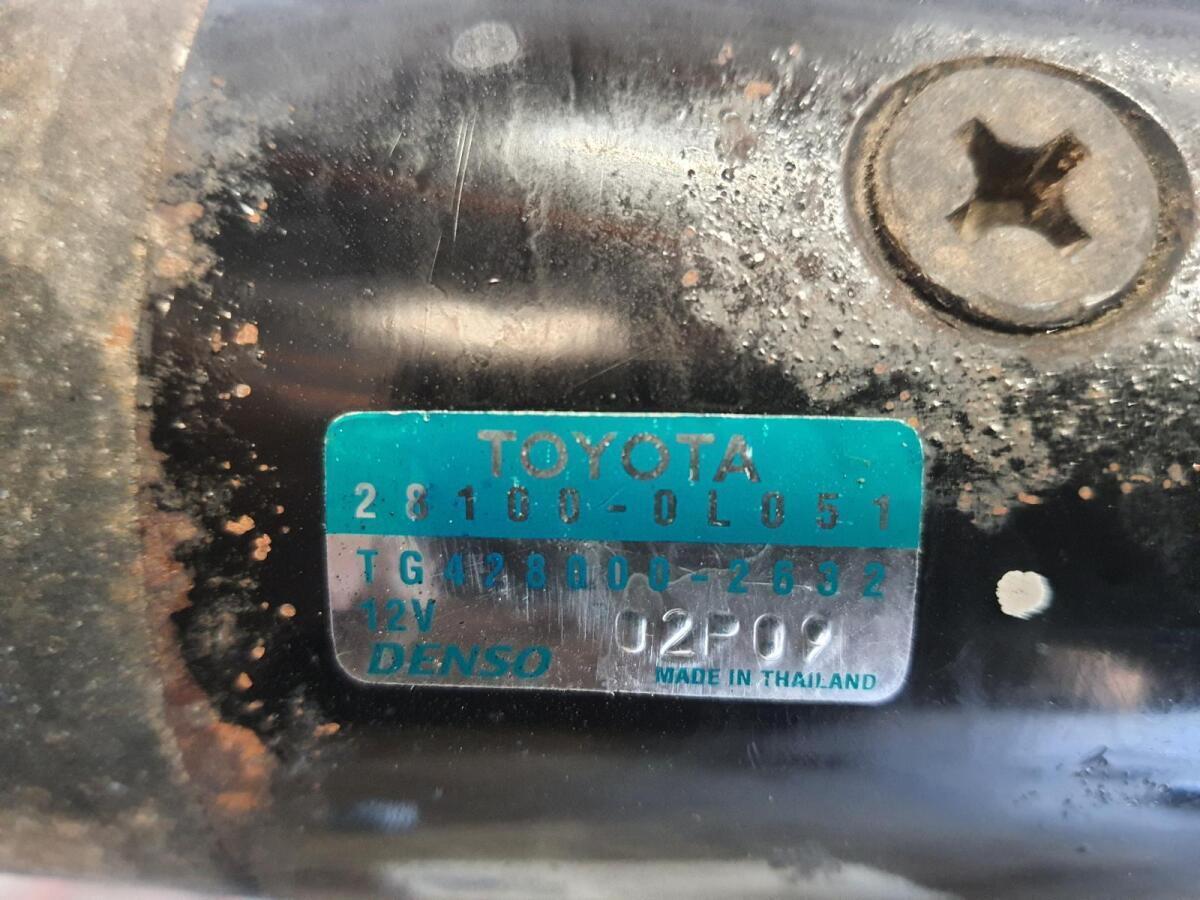 TOYOTA
28100-0L051
TG428000-2632
12V
02P09
DENSO
MADE IN THAILAND